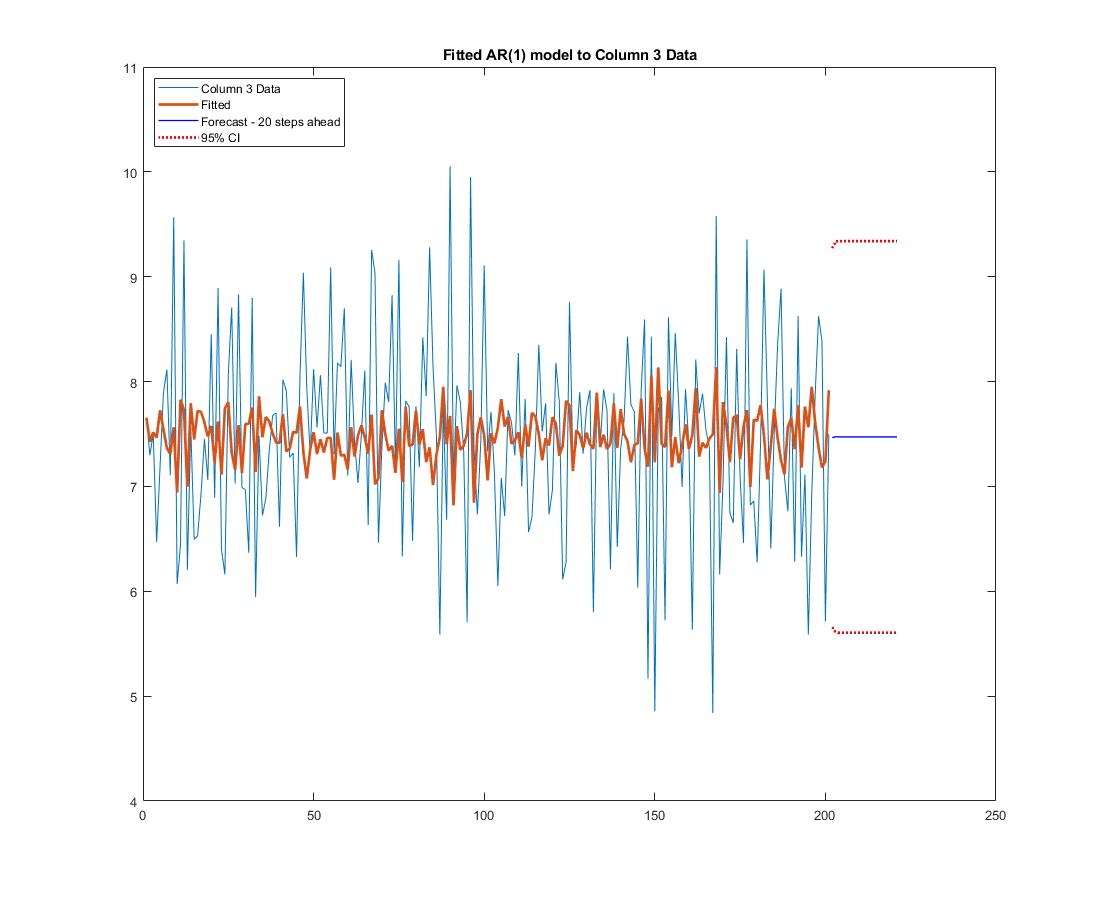 Fitted AR(1) model to Column 3 Data
11
Column 3 Data
Fitted
Forecast - 20 steps ahead
95% CI
10
9
8
7
6
5
4
0 50 100 150 200 250